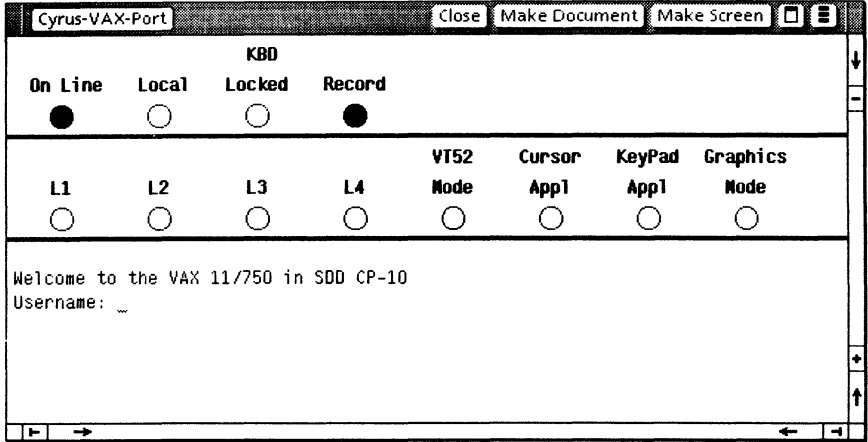 Cyrus-VAX-Port Close Make Document Make Screen
KBD
On Line Local Locked Record
VT52 Cursor KeyPad Graphics
L1 L2 L3 L4 Mode Appl Appl Mode
Welcome to the VAX 11/750 in SDD CP-10
Username: _